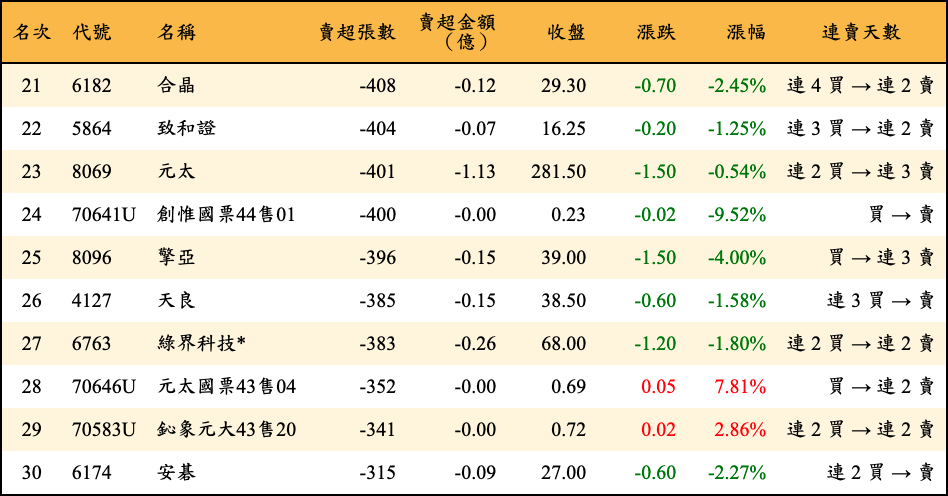 名次 代號 名稱 賣超張數 賣超金額（億） 收盤 漲跌 漲幅 連賣天數
21 6182 合晶 -408 -0.12 29.30 -0.70 -2.45% 連 4 買 → 連 2 賣
22 5864 致和證 -404 -0.07 16.25 -0.20 -1.25% 連 3 買 → 連 2 賣
23 8069 元太 -401 -1.13 281.50 -1.50 -0.54% 連 2 買 → 連 3 賣
24 70641U 創惟國票44售01 -400 -0.00 0.23 -0.02 -9.52% 買 → 賣
25 8096 擎亞 -396 -0.15 39.00 -1.50 -4.00% 買 → 連 3 賣
26 4127 天良 -385 -0.15 38.50 -0.60 -1.58% 連 3 買 → 賣
27 6763 綠界科技* -383 -0.26 68.00 -1.20 -1.80% 連 2 買 → 連 2 賣
28 70646U 元太國票43售04 -352 -0.00 0.69 0.05 7.81% 買 → 連 2 賣
29 70583U 鈊象元大43售20 -341 -0.00 0.72 0.02 2.86% 連 2 買 → 連 2 賣
30 6174 安碁 -315 -0.09 27.00 -0.60 -2.27% 連 2 買 → 賣